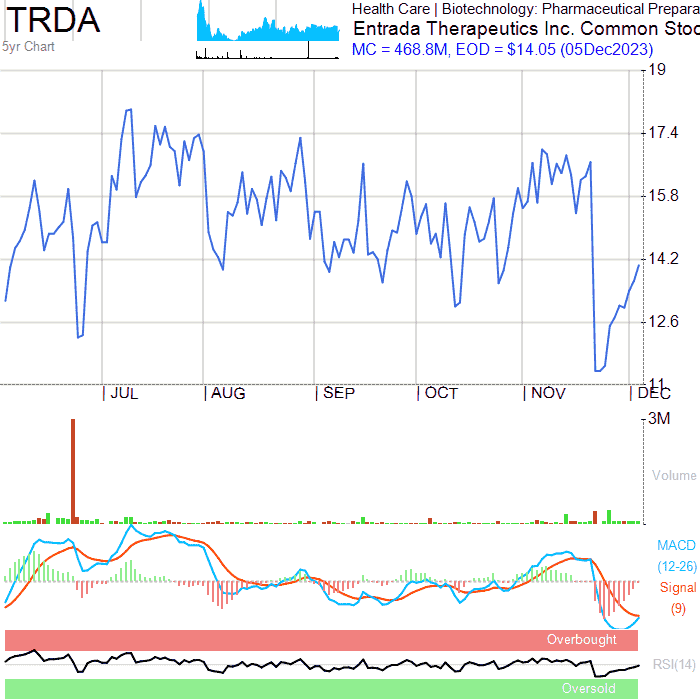 TRDA
5yr Chart
Health Care | Biotechnology: Pharmaceutical Prepara
Entrada Therapeutics Inc. Common Stoc
MC = 468.8M, EOD = $14.05 (05Dec2023)
19
17.4
15.8
14.2
12.6
11
JUL
AUG
SEP
OCT
NOV
DEC
3M
Volume
MACD
(12-26)
Signal
(9)
Overbought
RSI(14)
Oversold